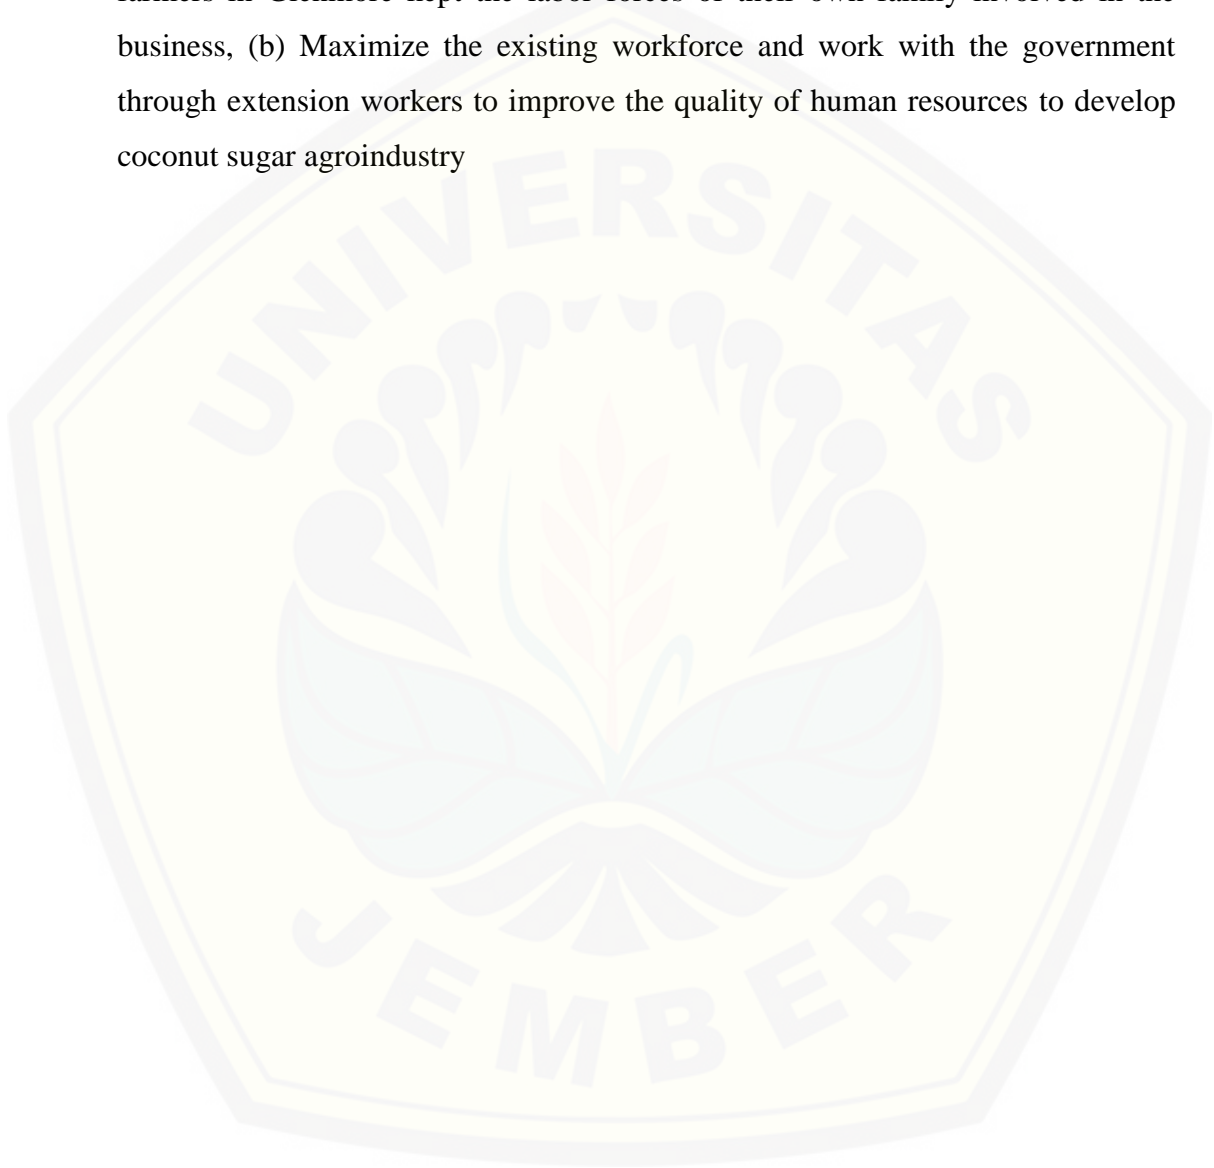 farmers in Glenmore kept the labor forces of their own family involved in the
business, (b) Maximize the existing workforce and work with the government
through extension workers to improve the quality of human resources to develop
coconut sugar agroindustry
UNIVERSITAS
JEMBER